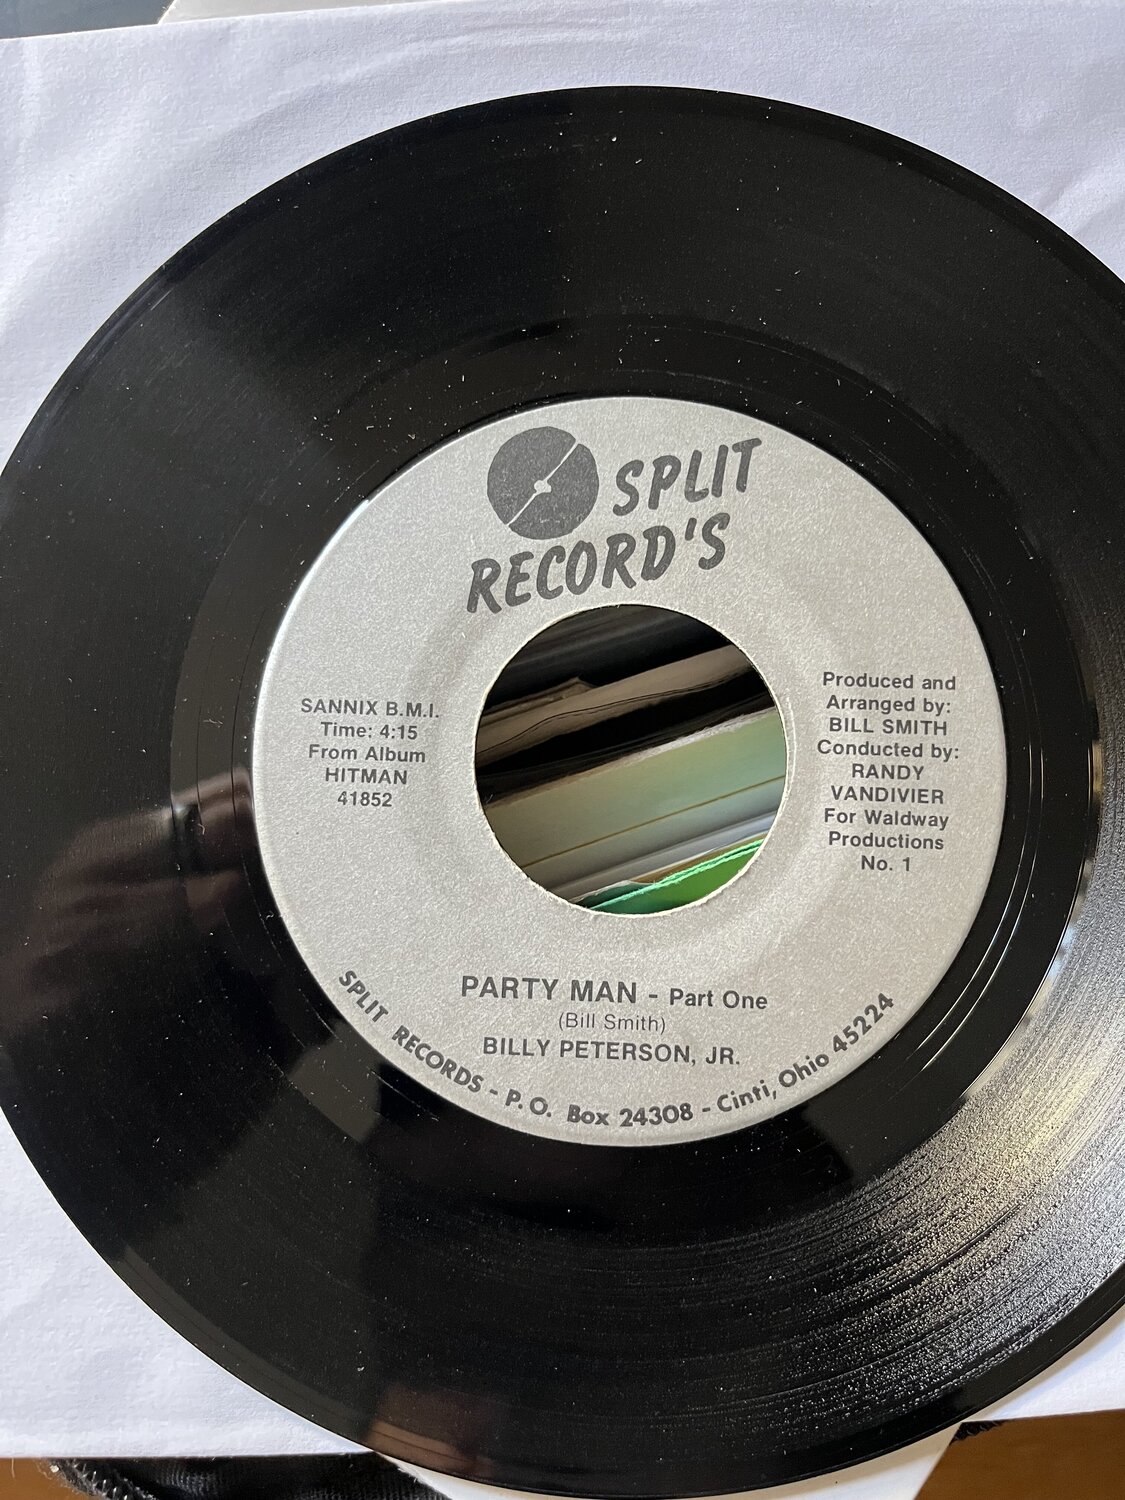 SPLIT
RECORD'S
SANNIX B.M.I.
Time: 4:15
From Album
HITMAN
41852
Produced and
Arranged by:
BILL SMITH
Conducted by:
RANDY
VANDIVIER
For Waldway
Productions
No. 1
PARTY MAN - Part One
(Bill Smith)
BILLY PETERSON, JR.
SPLIT RECORDS - P.O. Box 24308 - Cinti, Ohio 45224